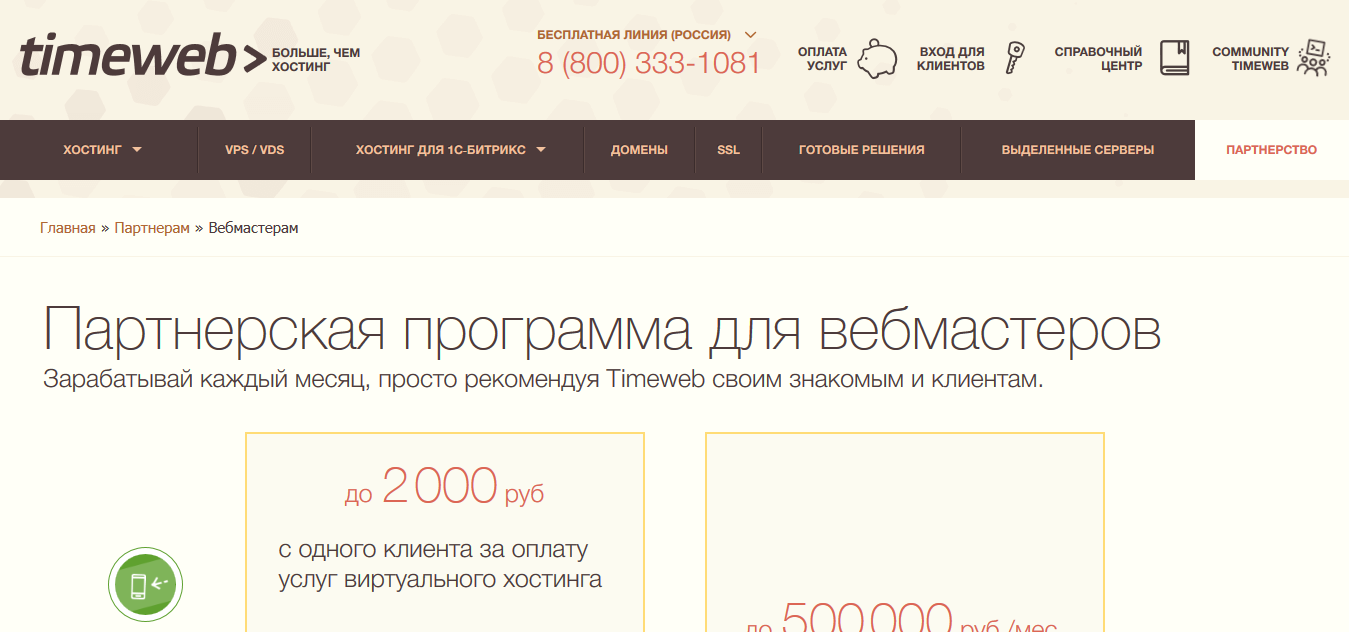 timeweb>
БОЛЬШЕ, ЧЕМ
ХОСТИНГ
БЕСПЛАТНАЯ ЛИНИЯ (РОССИЯ)
8 (800) 333-1081
ОПЛАТА
УСЛУГ
ВХОД ДЛЯ
КЛИЕНТОВ
СПРАВОЧНЫЙ
ЦЕНТР
COMMUNITY
TIMEWEB
ХОСТИНГ
VPS / VDS
ХОСТИНГ ДЛЯ 1С-БИТРИКС
ДОМЕНЫ
SSL
ГОТОВЫЕ РЕШЕНИЯ
ВЫДЕЛЕННЫЕ СЕРВЕРЫ
ПАРТНЕРСТВО
Главная » Партнерам » Вебмастерам
Партнерская программа для вебмастеров
Зарабатывай каждый месяц, просто рекомендуя Timeweb своим знакомым и клиентам.
до 2 000 руб
с одного клиента за оплату
услуг виртуального хостинга
до 500 000 руб./мес